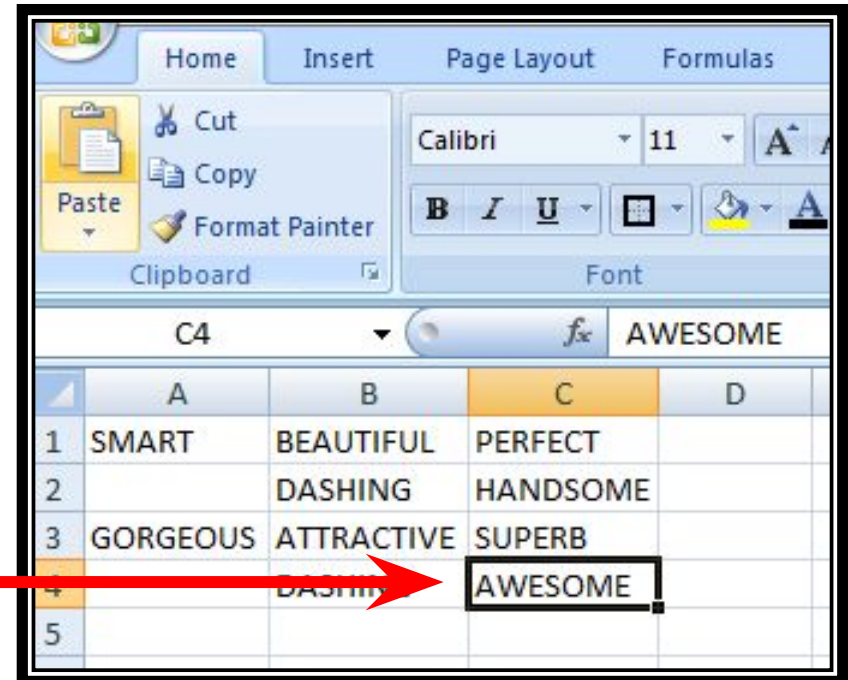 Home Insert Page Layout Formulas
Cut
Calibri 11 A A
Copy
Paste
B I U A
Format Painter
Clipboard Font
C4 fx AWESOME
A B C D
1 SMART BEAUTIFUL PERFECT
2 DASHING HANDSOME
3 GORGEOUS ATTRACTIVE SUPERB
4 AWESOME
5